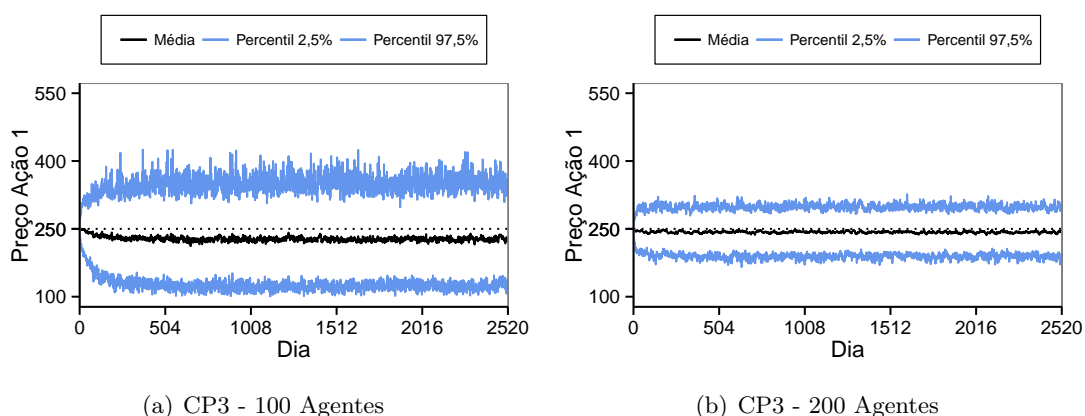 Média Percentil 2,5% Percentil 97,5%
Preço Ação 1
550
400
250
100
0 504 1008 1512 2016 2520
Dia
(a) CP3 - 100 Agentes
Média Percentil 2,5% Percentil 97,5%
Preço Ação 1
550
400
250
100
0 504 1008 1512 2016 2520
Dia
(b) CP3 - 200 Agentes